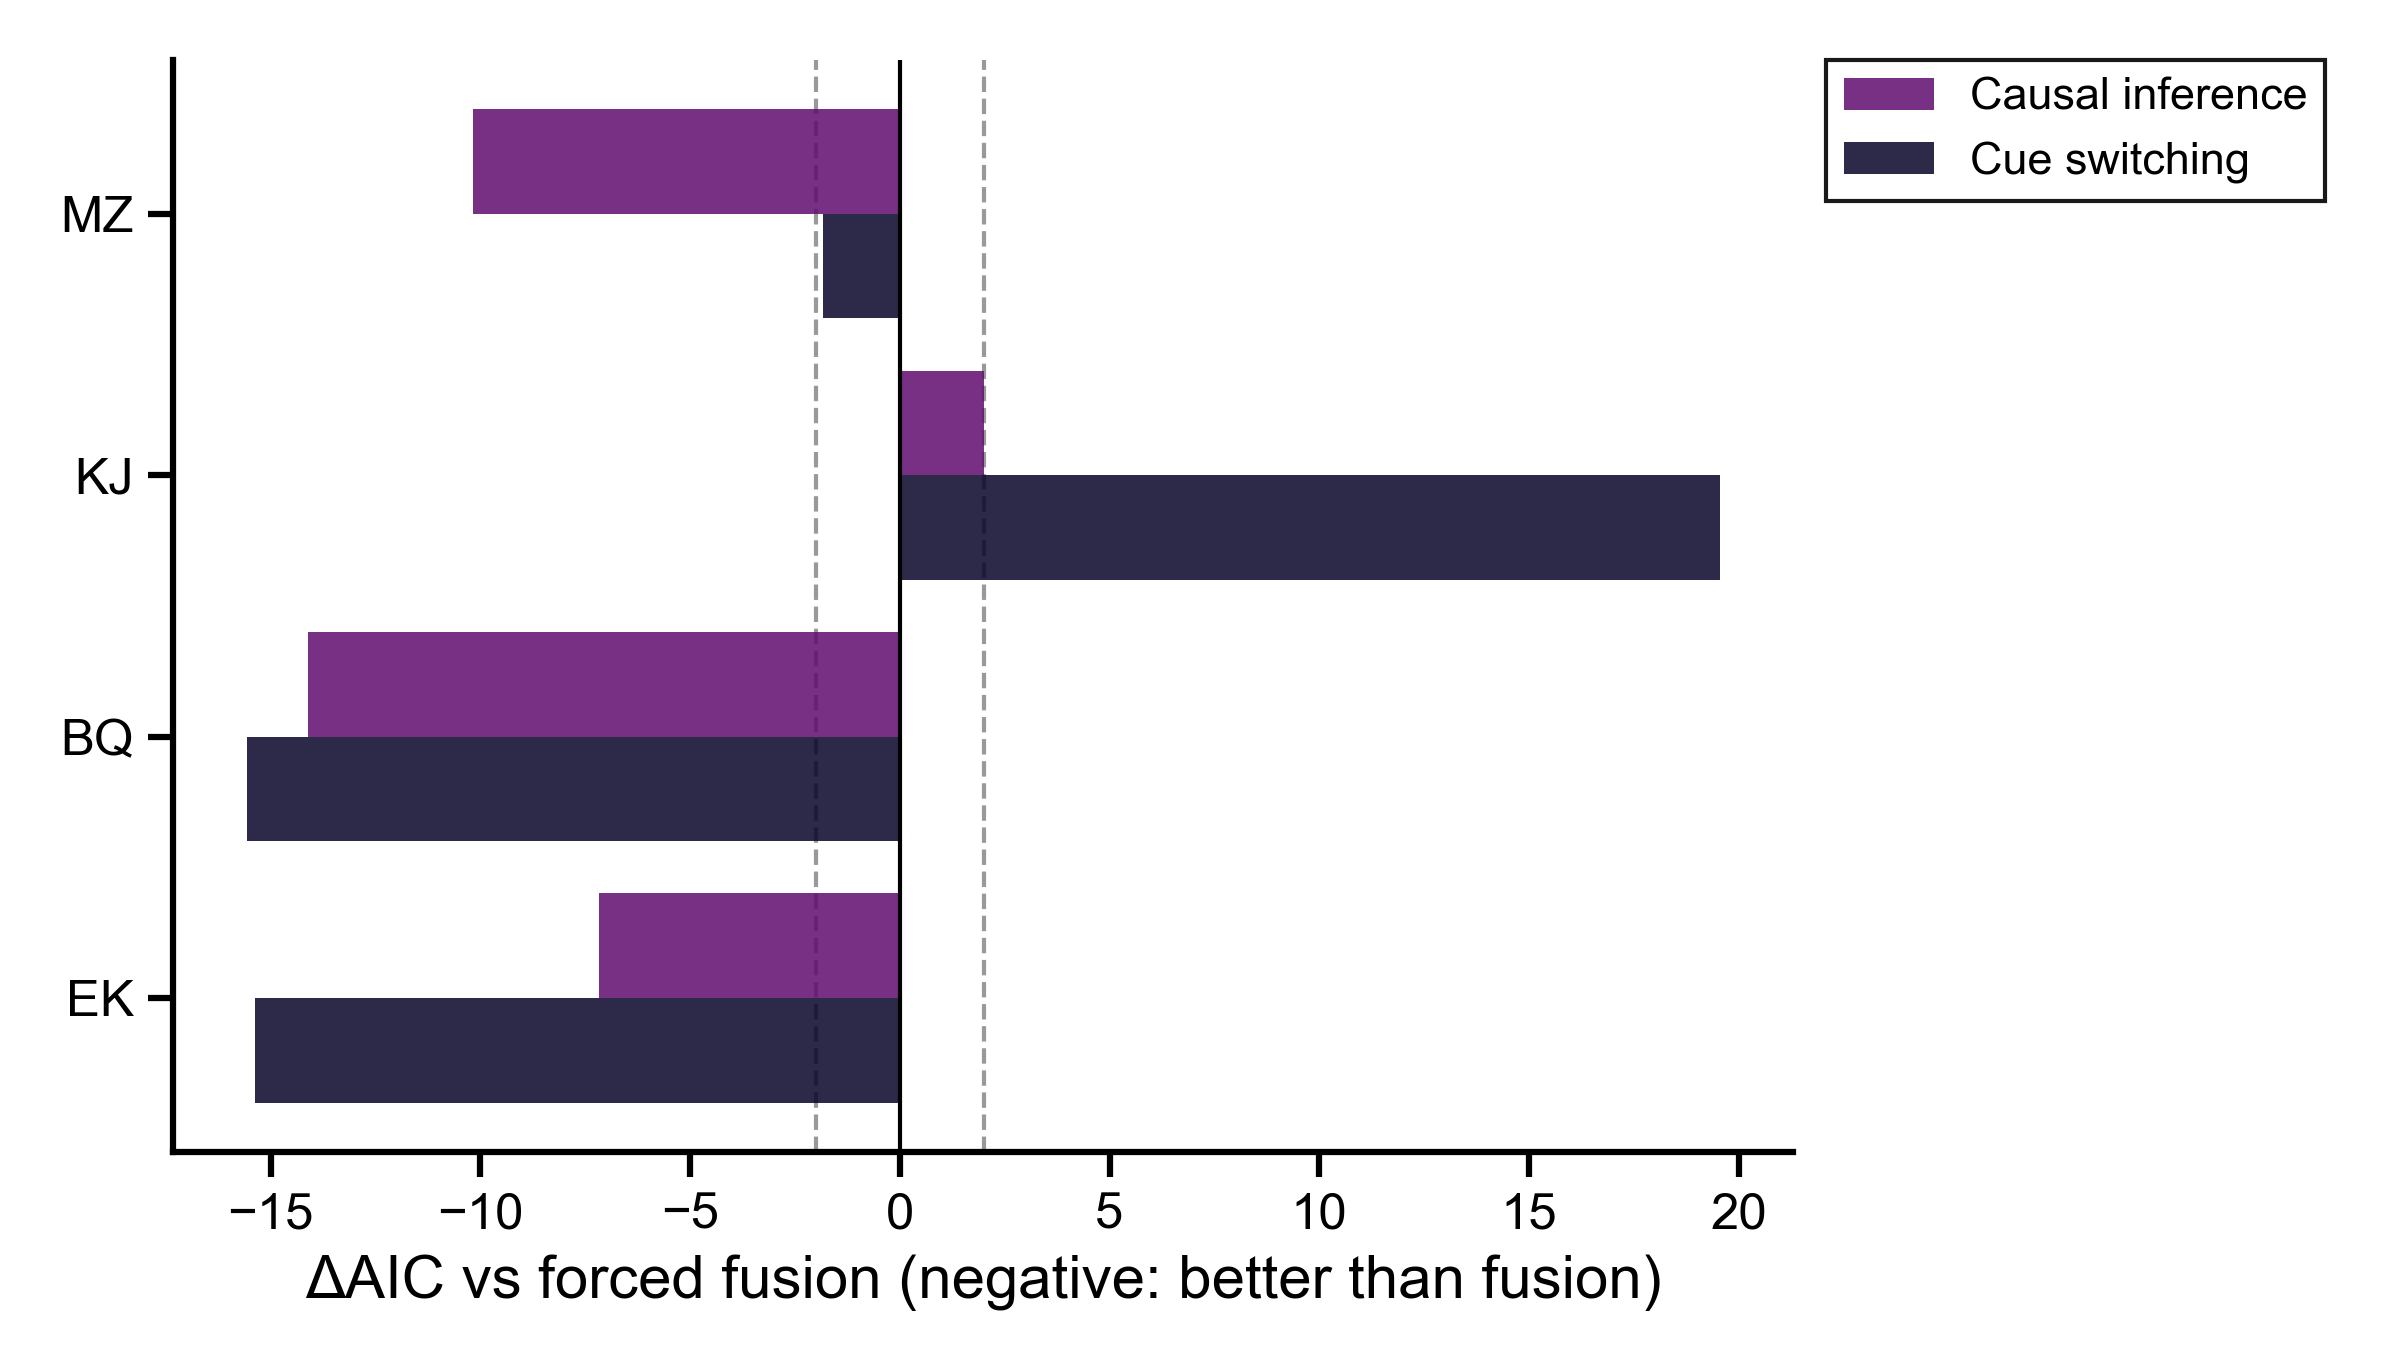 Causal inference
Cue switching
MZ
KJ
BQ
EK
−15 −10 −5 0 5 10 15 20
ΔAIC vs forced fusion (negative: better than fusion)